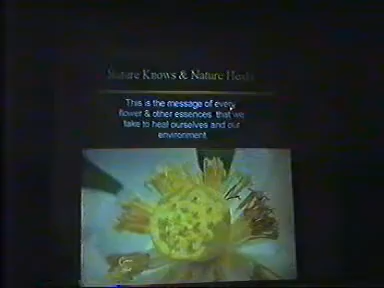 Nature Knows & Nature Heals
This is the message of every
flower & other essences that we
take to heal ourselves and our
environment.